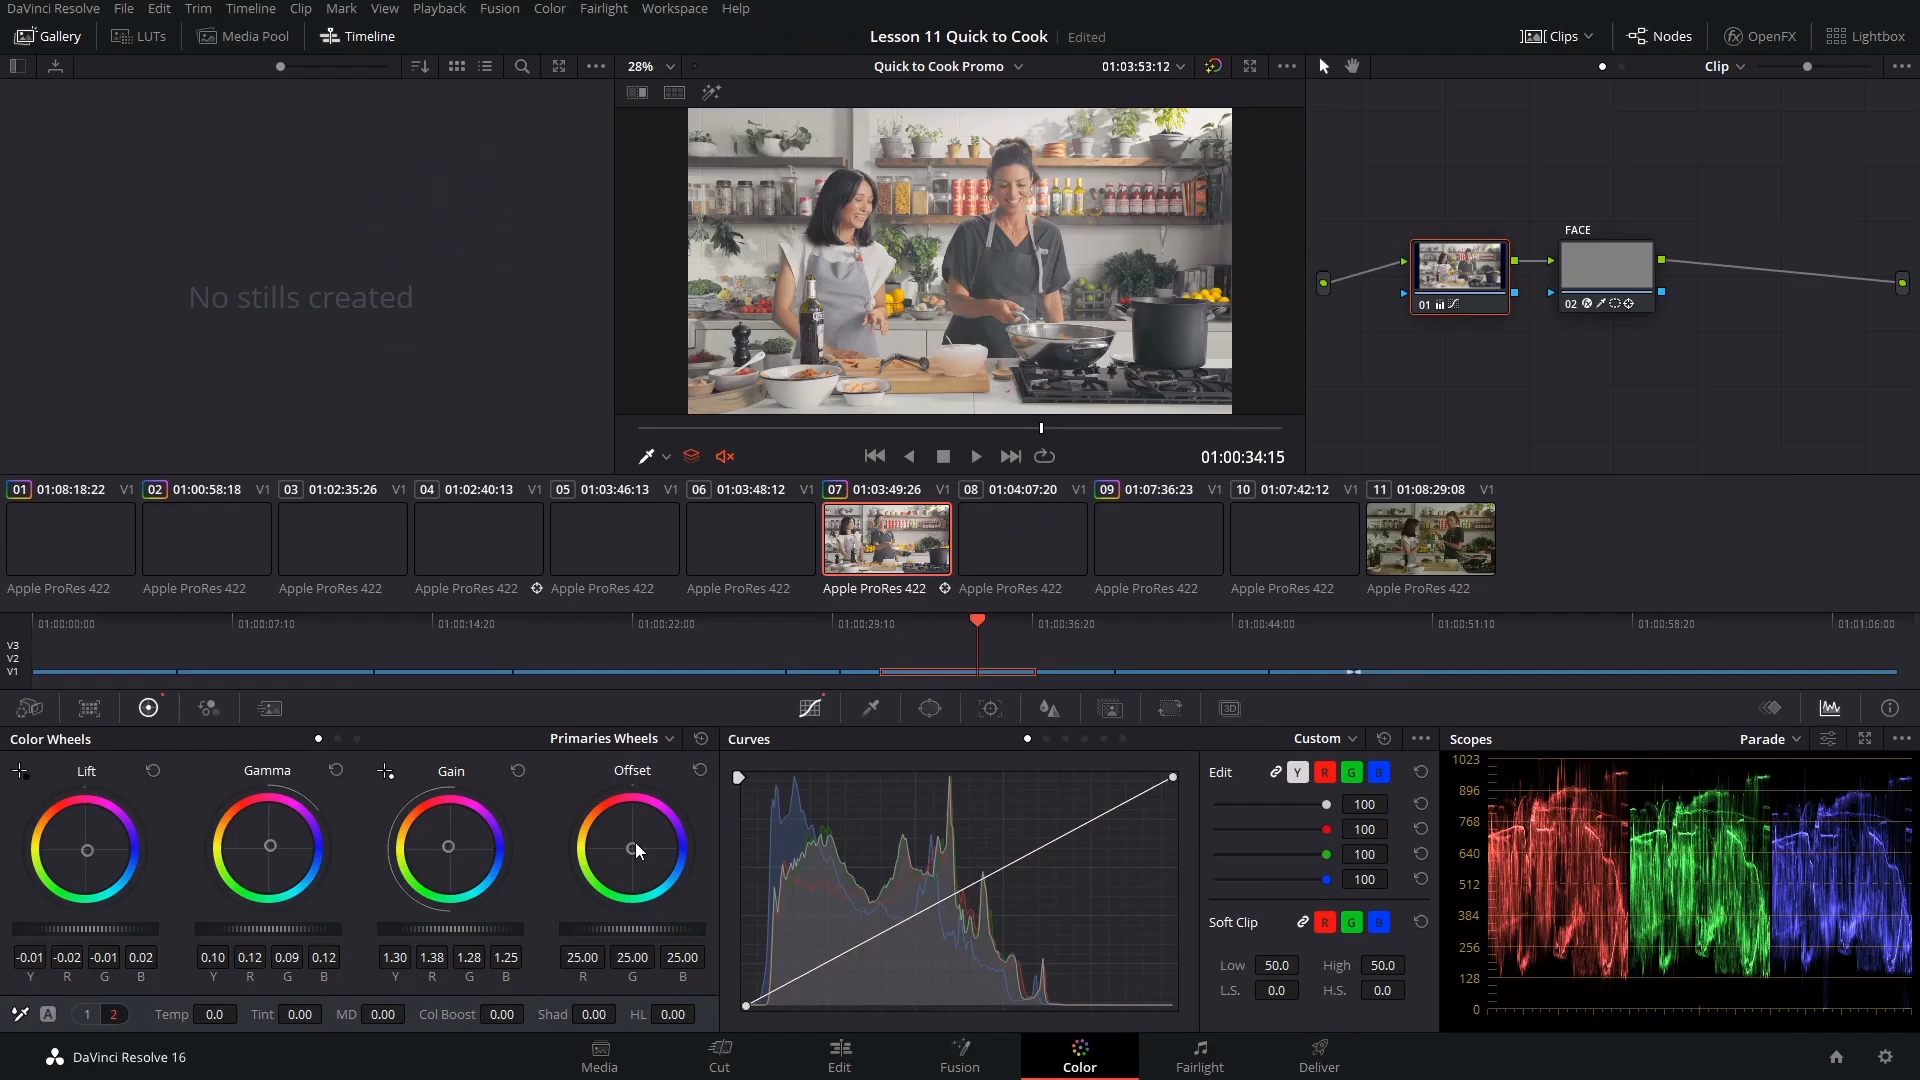 DaVinci Resolve File Edit Trim Timeline Clip Mark View Playback Fusion Color Fairlight Workspace Help
Gallery LUTs Media Pool Timeline Lesson 11 Quick to Cook Edited Clips Nodes OpenFX Lightbox
28% Quick to Cook Promo 01:03:53:12 Clip
No stills created
FACE
01 02
01:00:34:15
01 01:08:18:22 V1 02 01:00:58:18 V1 03 01:02:35:26 V1 04 01:02:40:13 V1 05 01:03:46:13 V1 06 01:03:48:12 V1 07 01:03:49:26 V1 08 01:04:07:20 V1 09 01:07:36:23 V1 10 01:07:42:12 V1 11 01:08:29:08 V1
Apple ProRes 422 Apple ProRes 422 Apple ProRes 422 Apple ProRes 422 Apple ProRes 422 Apple ProRes 422 Apple ProRes 422 Apple ProRes 422 Apple ProRes 422 Apple ProRes 422 Apple ProRes 422
01:00:00:00 01:00:07:10 01:00:14:20 01:00:22:00 01:00:29:10 01:00:36:20 01:00:44:00 01:00:51:10 01:00:58:20 01:01:06:00
V3
V2
V1
3D
Color Wheels Primaries Wheels Curves Custom Scopes Parade
Lift Gamma Gain Offset
-0.01 -0.02 -0.01 0.02 0.10 0.12 0.09 0.12 1.30 1.38 1.28 1.25 25.00 25.00 25.00
Y R G B Y R G B Y R G B R G B
A 1 2 Temp 0.0 Tint 0.00 MD 0.00 Col Boost 0.00 Shad 0.00 HL 0.00
Edit Y R G B
100
100
100
100
Soft Clip R G B
Low 50.0 High 50.0
L.S. 0.0 H.S. 0.0
1023
896
768
640
512
384
256
128
0
DaVinci Resolve 16 Media Cut Edit Fusion Color Fairlight Deliver